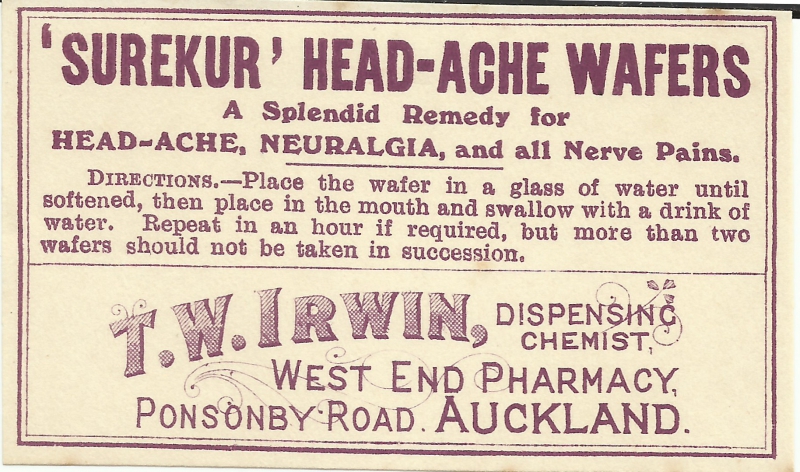 'SUREKUR' HEAD-ACHE WAFERS
A Splendid Remedy for
HEAD-ACHE, NEURALGIA, and all Nerve Pains.
DIRECTIONS.—Place the wafer in a glass of water until
softened, then place in the mouth and swallow with a drink of
water. Repeat in an hour if required, but more than two
wafers should not be taken in succession.
T. W. IRWIN, DISPENSING
CHEMIST,
WEST END PHARMACY,
PONSONBY ROAD. AUCKLAND.